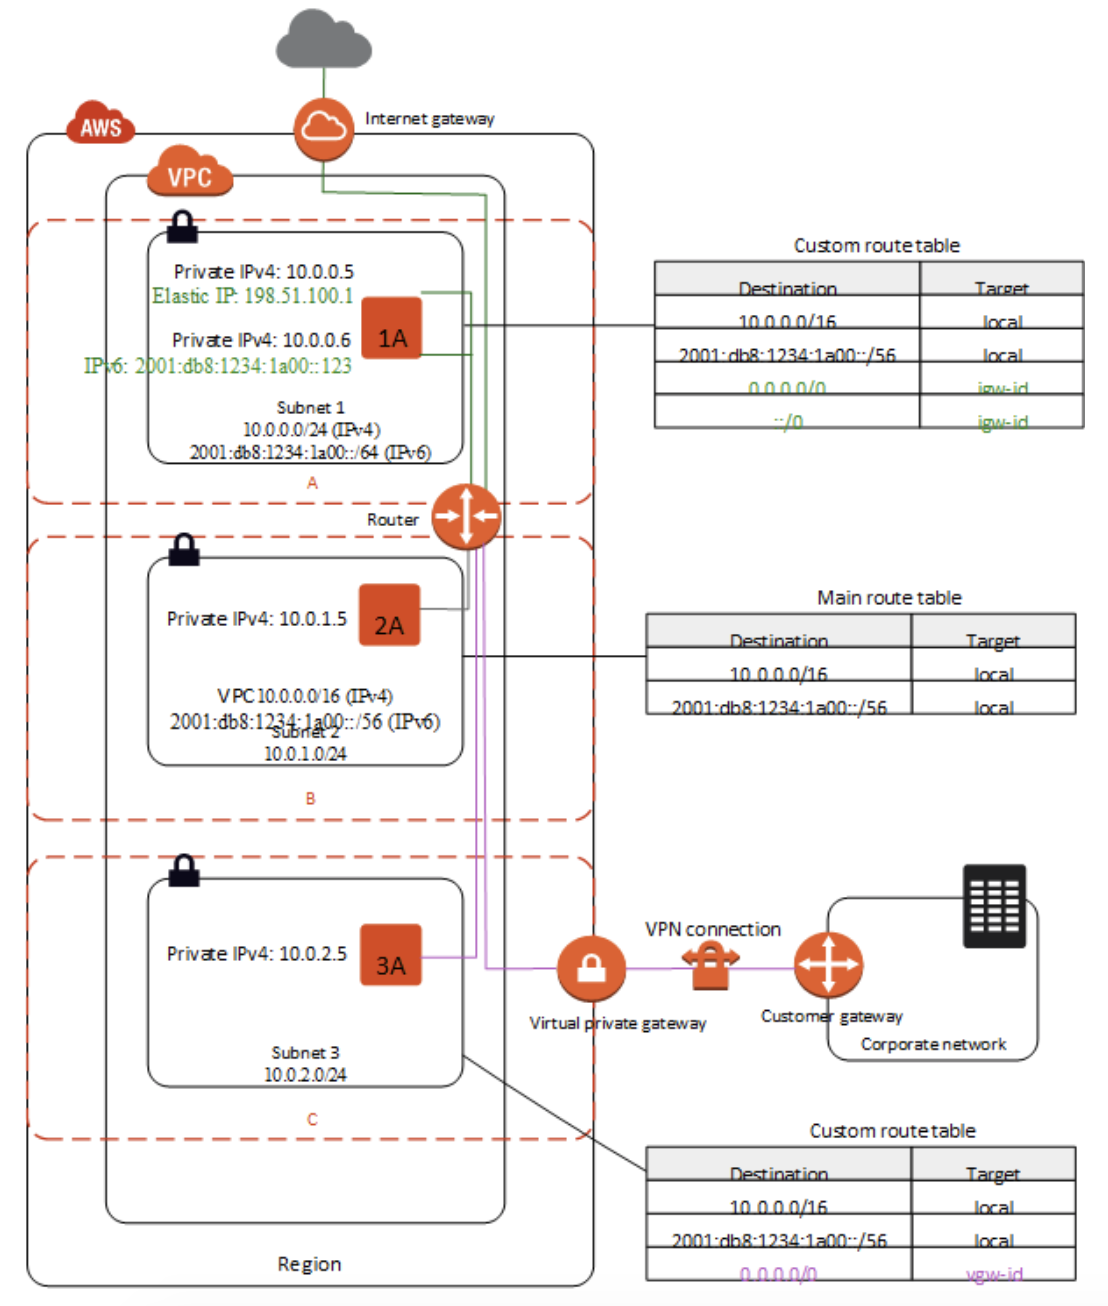 Internet gateway
AWS
VPC
Private IPv4: 10.0.0.5
Elastic IP: 198.51.100.1
Private IPv4: 10.0.0.6
1A
IPv6: 2001:db8:1234:1a00::123
Subnet 1
10.0.0.0/24 (IPv4)
2001:db8:1234:1a00::/64 (IPv6)
A
Custom route table
Destination Target
10.0.0.0/16 local
2001:db8:1234:1a00::/56 local
0.0.0.0/0 igw-id
::/0 igw-id
Router
Private IPv4: 10.0.1.5
2A
VPC 10.0.0.0/16 (IPv4)
2001:db8:1234:1a00::/56 (IPv6)
Subnet 2
10.0.1.0/24
B
Main route table
Destination Target
10.0.0.0/16 local
2001:db8:1234:1a00::/56 local
Private IPv4: 10.0.2.5
3A
Subnet 3
10.0.2.0/24
C
VPN connection
Virtual private gateway
Customer gateway
Corporate network
Custom route table
Destination Target
10.0.0.0/16 local
2001:db8:1234:1a00::/56 local
0.0.0.0/0 vgw-id
Region